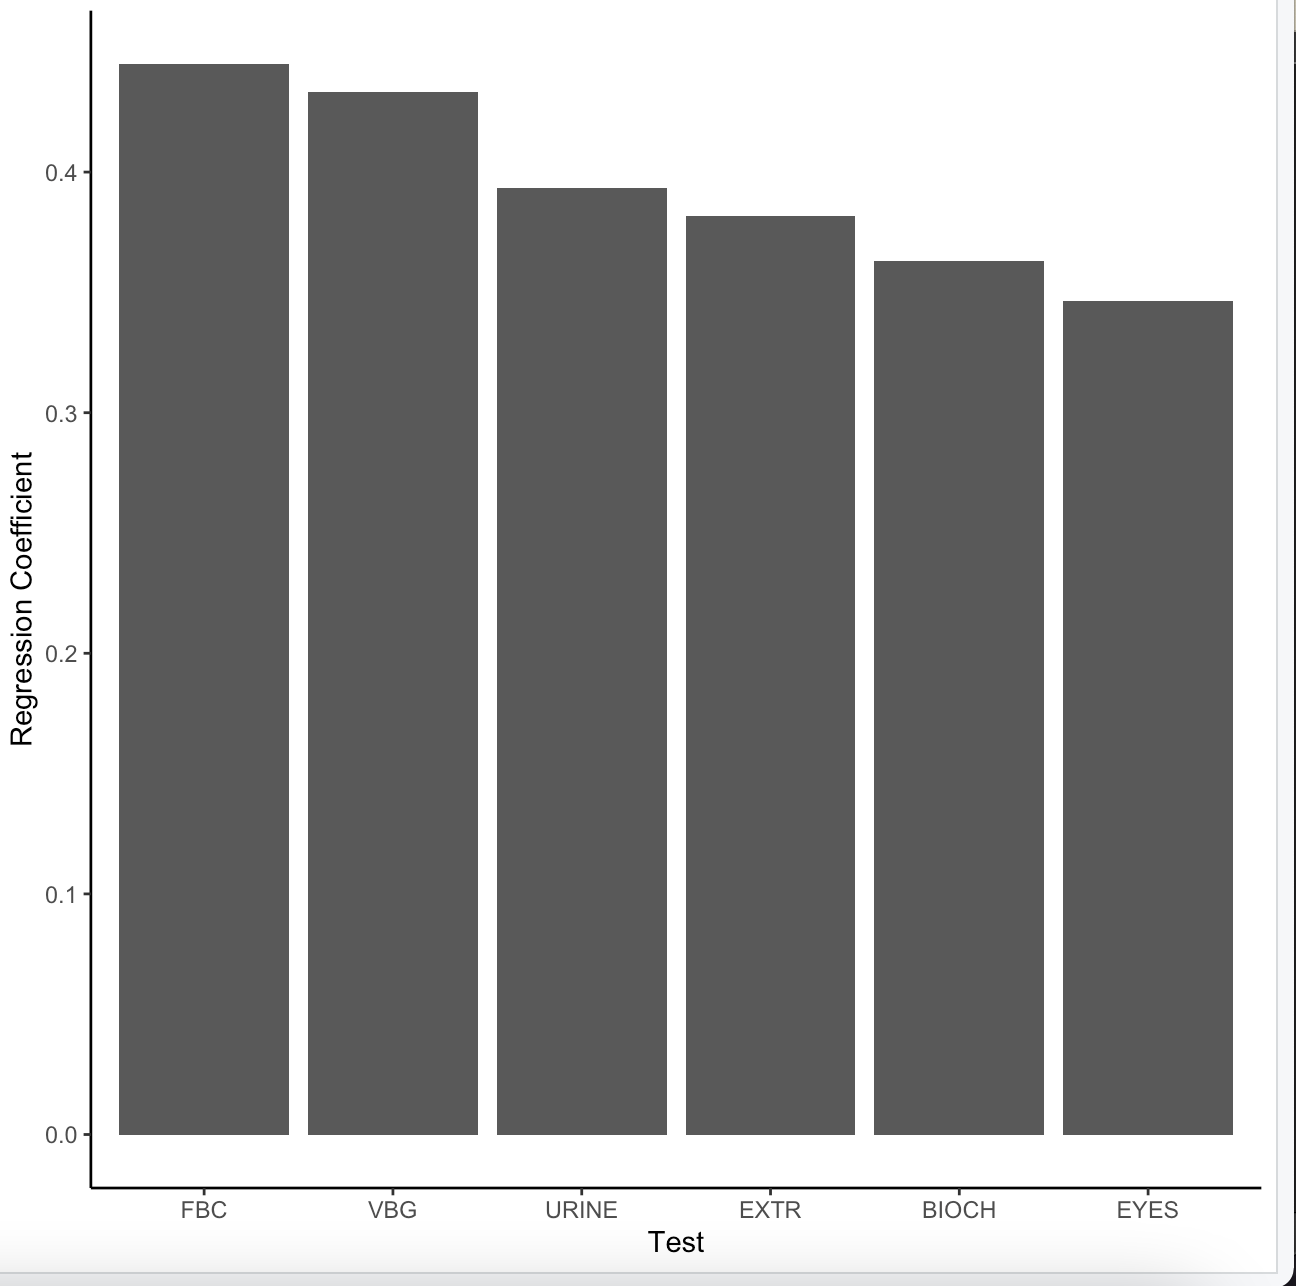 0.4
0.3
0.2
0.1
0.0
Regression Coefficient
FBC VBG URINE EXTR BIOCH EYES
Test